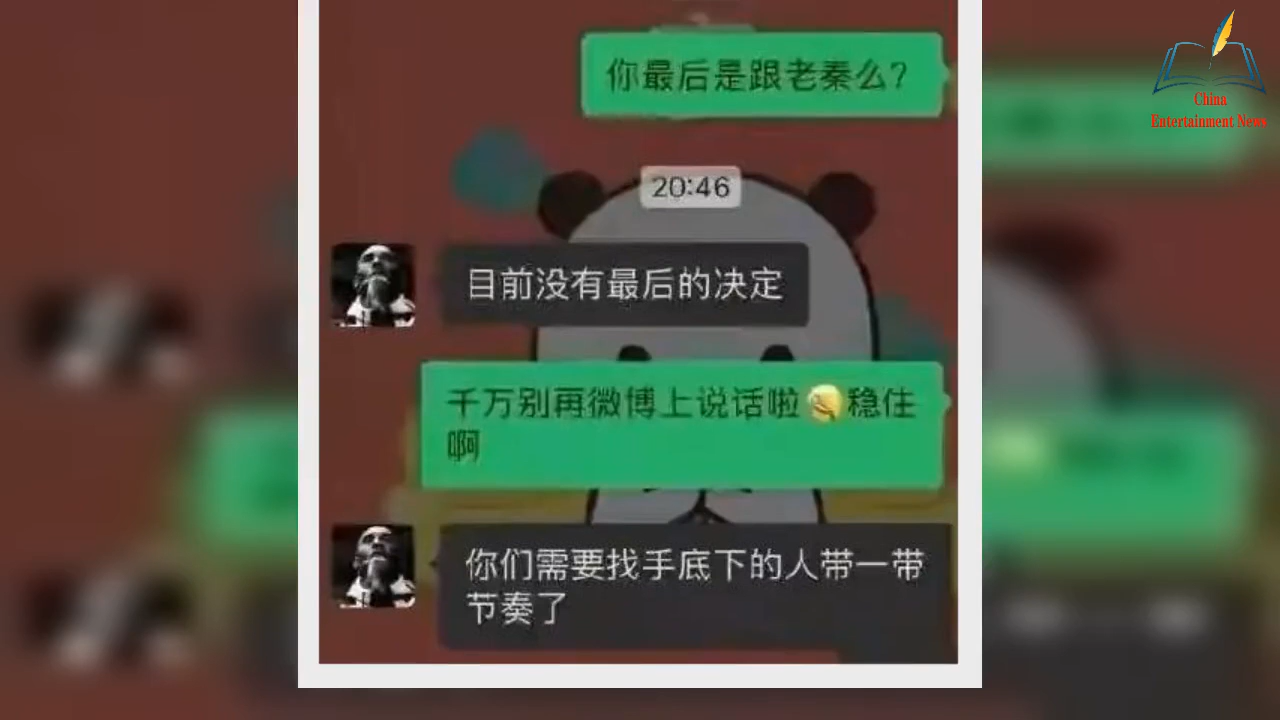 China
Entertainment News
你最后是跟老秦么?
20:46
目前没有最后的决定
千万别再微博上说话啦稳住
啊
你们需要找手底下的人带一带
节奏了